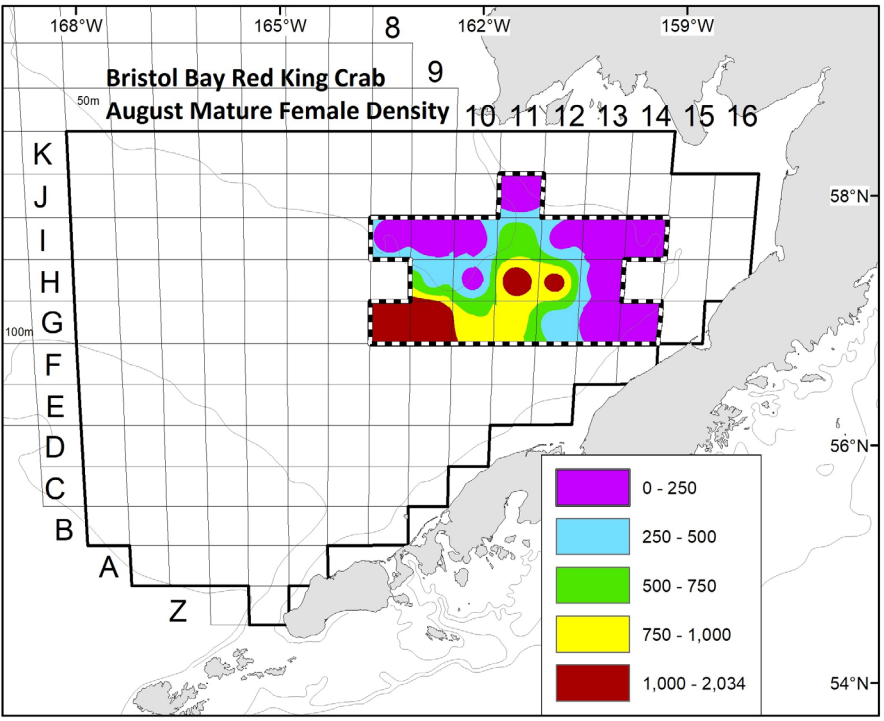 168°W 165°W 162°W 159°W
8
9
Bristol Bay Red King Crab
50m
August Mature Female Density
10 11 12 13 14 15 16
K
J
58°N
I
H
G
100m
F
E
D
56°N
C
B
A
Z
0 - 250
250 - 500
500 - 750
750 - 1,000
1,000 - 2,034
54°N